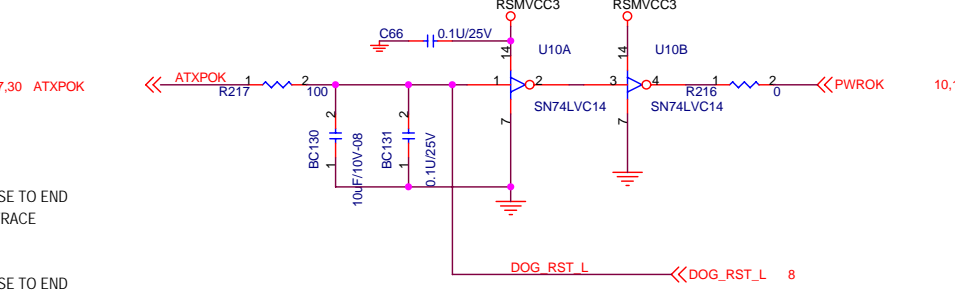 RSMVCC3 RSMVCC3
C66 0.1U/25V
14 U10A 14 U10B
7,30 ATXPOK ATXPOK 1 2 1 2 3 4 1 2 PWROK 10,1
R217 100 R216 0
SN74LVC14 SN74LVC14
2 2 7 7
BC130 BC131
1 1
10uF/10V-08 0.1U/25V
SE TO END
RACE
DOG_RST_L DOG_RST_L 8
SE TO END